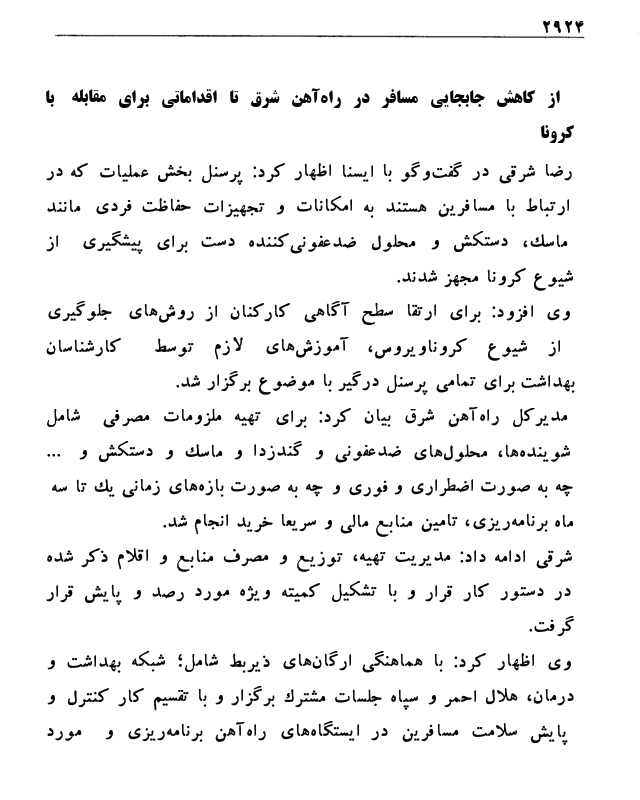 ۲۹۲۴
از کاهش جابجایی مسافر در راه‌آهن شرق تا اقداماتی برای مقابله با
کرونا
رضا شرقی در گفت‌وگو با ایسنا اظهار کرد: پرسنل بخش عملیات که در
ارتباط با مسافرین هستند به امکانات و تجهیزات حفاظت فردی مانند
ماسک، دستکش و محلول ضدعفونی‌کننده دست برای پیشگیری از
شیوع کرونا مجهز شدند.
وی افزود: برای ارتقا سطح آگاهی کارکنان از روش‌های جلوگیری
از شیوع کروناویروس، آموزش‌های لازم توسط کارشناسان
بهداشت برای تمامی پرسنل درگیر با موضوع برگزار شد.
مدیرکل راه‌آهن شرق بیان کرد: برای تهیه ملزومات مصرفی شامل
شوینده‌ها، محلول‌های ضدعفونی و گندزدا و ماسک و دستکش و ...
چه به صورت اضطراری و فوری و چه به صورت بازه‌های زمانی یک تا سه
ماه برنامه‌ریزی، تامین منابع مالی و سریعا خرید انجام شد.
شرقی ادامه داد: مدیریت تهیه، توزیع و مصرف منابع و اقلام ذکر شده
در دستور کار قرار و با تشکیل کمیته ویژه مورد رصد و پایش قرار
گرفت.
وی اظهار کرد: با هماهنگی ارگان‌های ذیربط شامل؛ شبکه بهداشت و
درمان، هلال احمر و سپاه جلسات مشترک برگزار و با تقسیم کار کنترل و
پایش سلامت مسافرین در ایستگاه‌های راه‌آهن برنامه‌ریزی و مورد